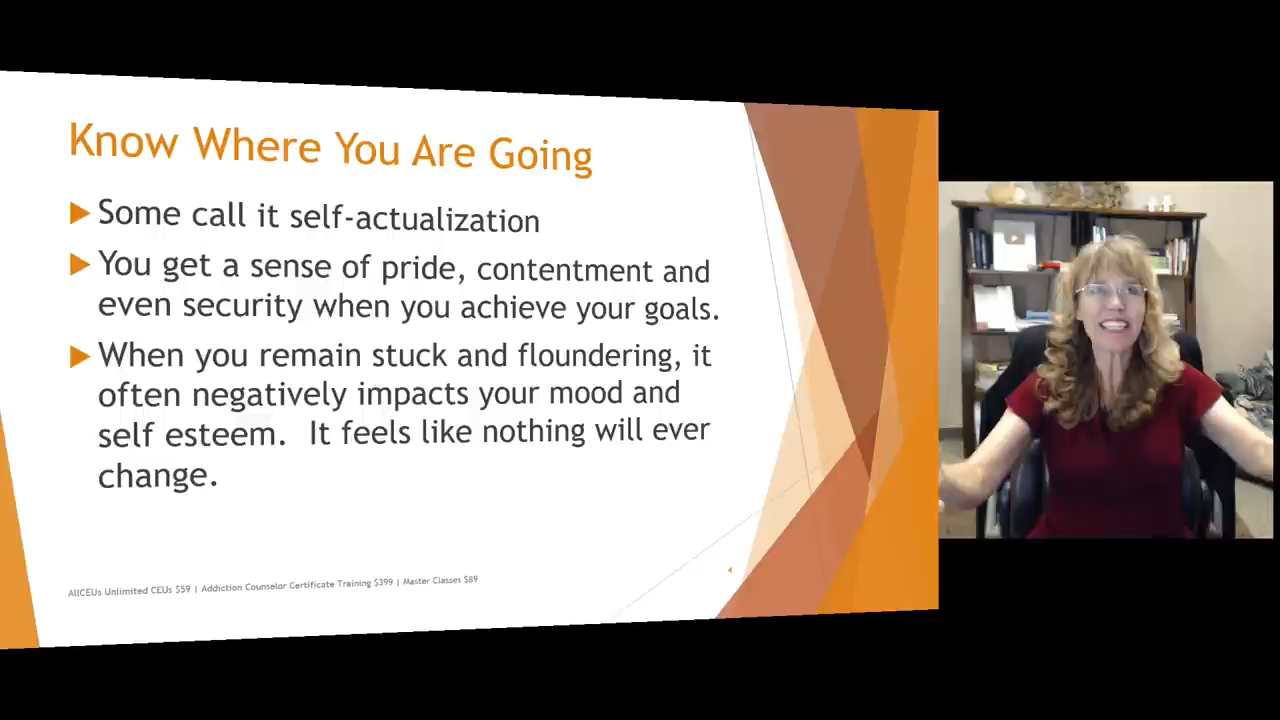 Know Where You Are Going
Some call it self-actualization
You get a sense of pride, contentment and
even security when you achieve your goals.
When you remain stuck and floundering, it
often negatively impacts your mood and
self esteem.  It feels like nothing will ever
change.
AllCEUs Unlimited CEUs $59 | Addiction Counselor Certificate Training $399 | Master Classes $89
4